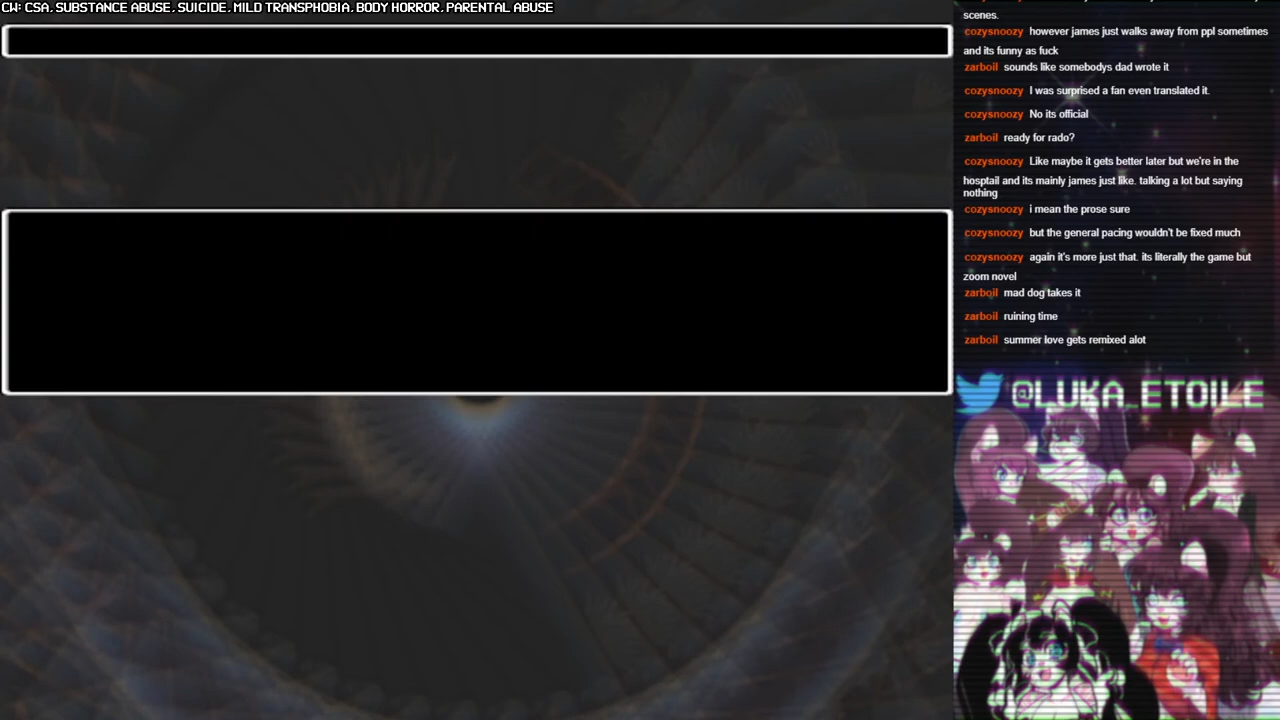 CW: CSA, SUBSTANCE ABUSE, SUICIDE, MILD TRANSPHOBIA, BODY HORROR, PARENTAL ABUSE
scenes.
cozysnoozy however james just walks away from ppl sometimes
and its funny as fuck
zarboil sounds like somebodys dad wrote it
cozysnoozy I was surprised a fan even translated it.
cozysnoozy No its official
zarboil ready for rado?
cozysnoozy Like maybe it gets better later but we're in the
hosptail and its mainly james just like. talking a lot but saying
nothing
cozysnoozy i mean the prose sure
cozysnoozy but the general pacing wouldn't be fixed much
cozysnoozy again it's more just that. its literally the game but
zoom novel
zarboil mad dog takes it
zarboil ruining time
zarboil summer love gets remixed alot
@LUKA_ETOILE